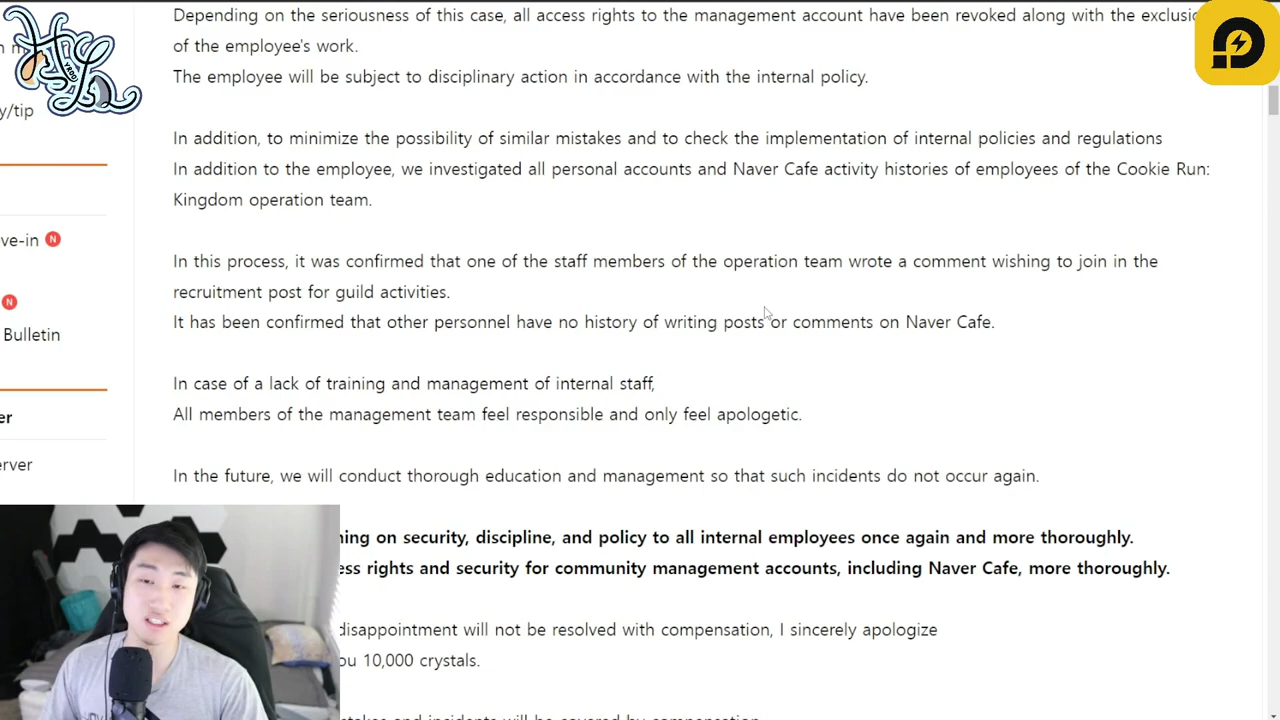 Depending on the seriousness of this case, all access rights to the management account have been revoked along with the exclusi
of the employee's work.
The employee will be subject to disciplinary action in accordance with the internal policy.
y/tip
In addition, to minimize the possibility of similar mistakes and to check the implementation of internal policies and regulations
In addition to the employee, we investigated all personal accounts and Naver Cafe activity histories of employees of the Cookie Run:
Kingdom operation team.
ve-in N
In this process, it was confirmed that one of the staff members of the operation team wrote a comment wishing to join in the
recruitment post for guild activities.
N
It has been confirmed that other personnel have no history of writing posts or comments on Naver Cafe.
Bulletin
In case of a lack of training and management of internal staff,
All members of the management team feel responsible and only feel apologetic.
er
erver
In the future, we will conduct thorough education and management so that such incidents do not occur again.
ning on security, discipline, and policy to all internal employees once again and more thoroughly.
ess rights and security for community management accounts, including Naver Cafe, more thoroughly.
disappointment will not be resolved with compensation, I sincerely apologize
ou 10,000 crystals.